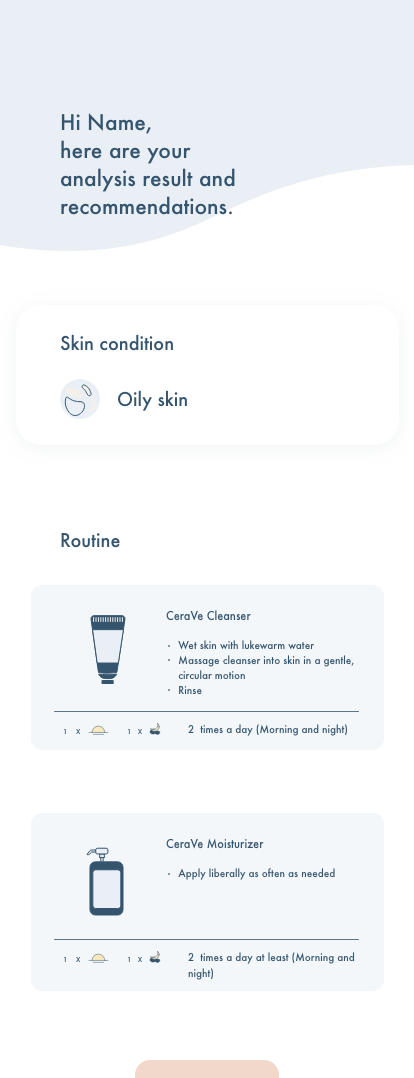 Hi Name,
here are your
analysis result and
recommendations.
Skin condition
Oily skin
Routine
CeraVe Cleanser
· Wet skin with lukewarm water
· Massage cleanser into skin in a gentle,
circular motion
· Rinse
1 x 1 x 2 times a day (Morning and night)
CeraVe Moisturizer
· Apply liberally as often as needed
1 x 1 x 2 times a day at least (Morning and
night)